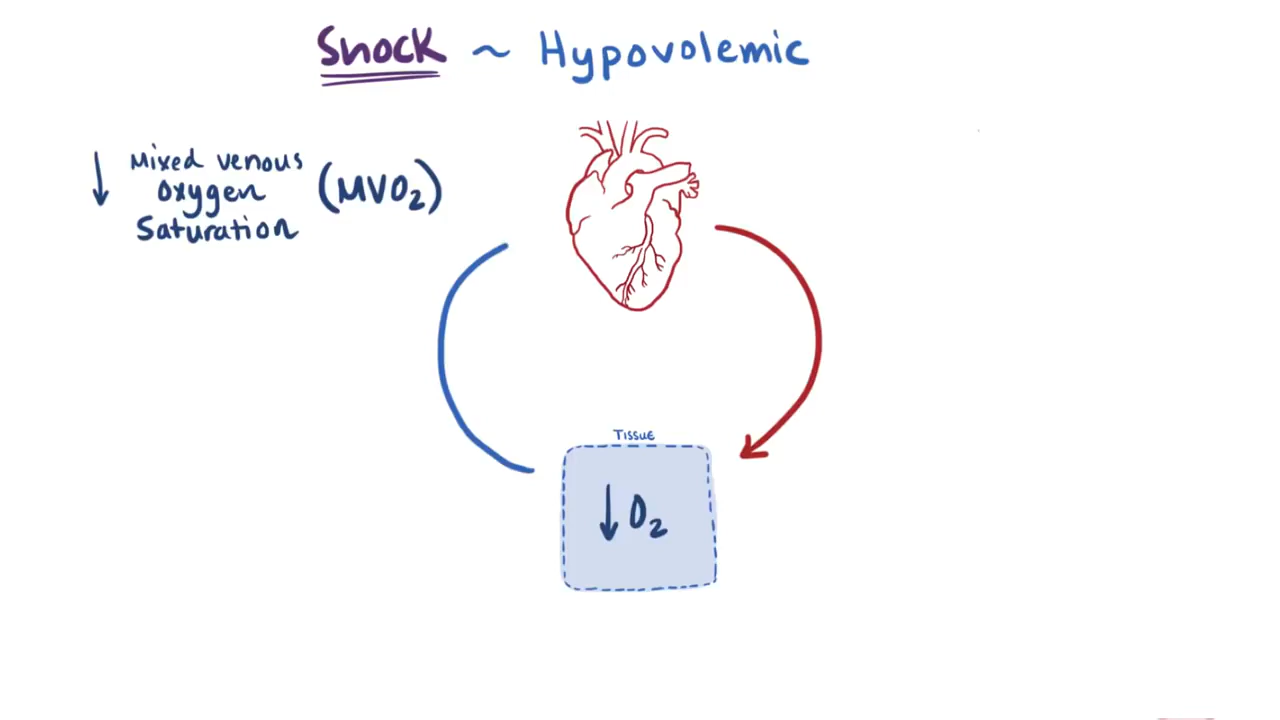 Shock ~ Hypovolemic
↓ Mixed venous
Oxygen
Saturation
(MVO₂)
Tissue
↓ O₂